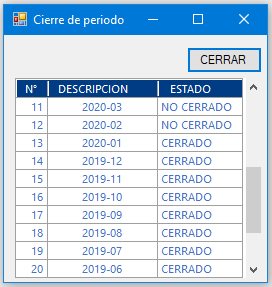 Cierre de periodo
CERRAR
N° DESCRIPCION ESTADO
11 2020-03 NO CERRADO
12 2020-02 NO CERRADO
13 2020-01 CERRADO
14 2019-12 CERRADO
15 2019-11 CERRADO
16 2019-10 CERRADO
17 2019-09 CERRADO
18 2019-08 CERRADO
19 2019-07 CERRADO
20 2019-06 CERRADO